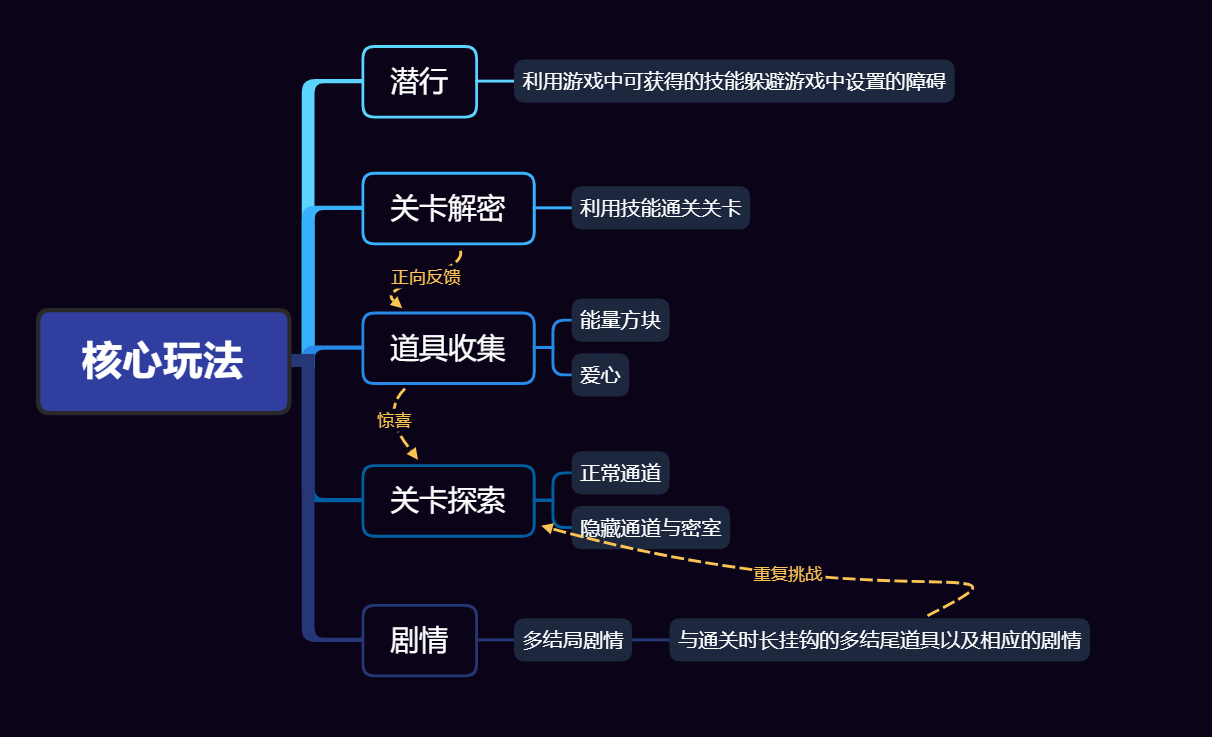 潜行
利用游戏中可获得的技能躲避游戏中设置的障碍
关卡解密
利用技能通关关卡
正向反馈
核心玩法
道具收集
能量方块
爱心
惊喜
关卡探索
正常通道
隐藏通道与密室
重复挑战
剧情
多结局剧情
与通关时长挂钩的多结尾道具以及相应的剧情